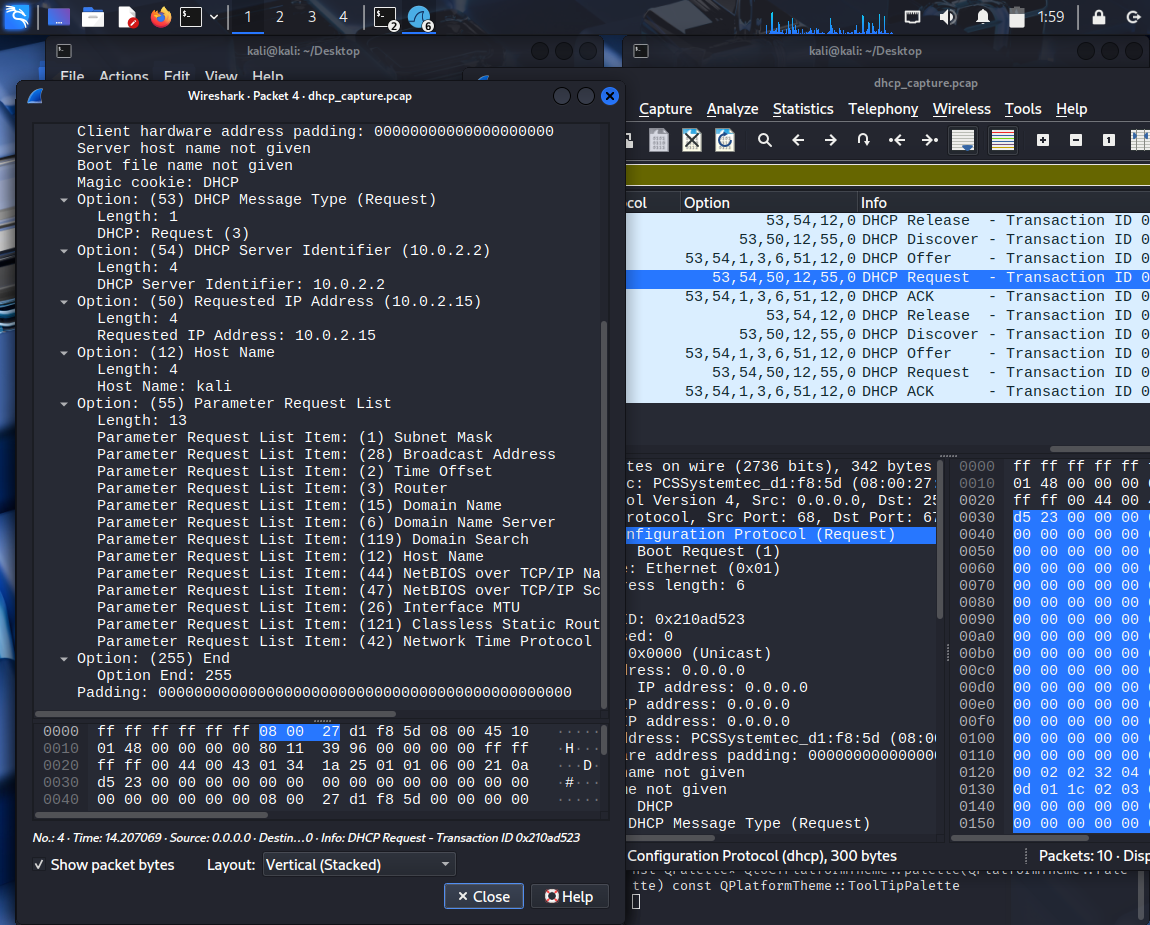 1 2 3 4 2 6 1:59
kali@kali: ~/Desktop
File Actions Edit View Help
kali@kali: ~/Desktop
Wireshark · Packet 4 · dhcp_capture.pcap
Client hardware address padding: 00000000000000000000
Server host name not given
Boot file name not given
Magic cookie: DHCP
Option: (53) DHCP Message Type (Request)
Length: 1
DHCP: Request (3)
Option: (54) DHCP Server Identifier (10.0.2.2)
Length: 4
DHCP Server Identifier: 10.0.2.2
Option: (50) Requested IP Address (10.0.2.15)
Length: 4
Requested IP Address: 10.0.2.15
Option: (12) Host Name
Length: 4
Host Name: kali
Option: (55) Parameter Request List
Length: 13
Parameter Request List Item: (1) Subnet Mask
Parameter Request List Item: (28) Broadcast Address
Parameter Request List Item: (2) Time Offset
Parameter Request List Item: (3) Router
Parameter Request List Item: (15) Domain Name
Parameter Request List Item: (6) Domain Name Server
Parameter Request List Item: (119) Domain Search
Parameter Request List Item: (12) Host Name
Parameter Request List Item: (44) NetBIOS over TCP/IP Na
Parameter Request List Item: (47) NetBIOS over TCP/IP Sc
Parameter Request List Item: (26) Interface MTU
Parameter Request List Item: (121) Classless Static Rout
Parameter Request List Item: (42) Network Time Protocol
Option: (255) End
Option End: 255
Padding: 0000000000000000000000000000000000000000000000
0000 ff ff ff ff ff ff 08 00 27 d1 f8 5d 08 00 45 10 ·····
0010 01 48 00 00 00 00 80 11 39 96 00 00 00 00 ff ff ·H···
0020 ff ff 00 44 00 43 01 34 1a 25 01 01 06 00 21 0a ···D·
0030 d5 23 00 00 00 00 00 00 00 00 00 00 00 00 00 00 ·#···
0040 00 00 00 00 00 00 08 00 27 d1 f8 5d 00 00 00 00 ·····
No.: 4 · Time: 14.207069 · Source: 0.0.0.0 · Destin...0 · Info: DHCP Request - Transaction ID 0x210ad523
✓ Show packet bytes Layout: Vertical (Stacked)
Close Help
dhcp_capture.pcap
Capture Analyze Statistics Telephony Wireless Tools Help
col Option Info
53,54,12,0 DHCP Release - Transaction ID 0
53,50,12,55,0 DHCP Discover - Transaction ID 0
53,54,1,3,6,51,12,0 DHCP Offer - Transaction ID 0
53,54,50,12,55,0 DHCP Request - Transaction ID 0
53,54,1,3,6,51,12,0 DHCP ACK - Transaction ID 0
53,54,12,0 DHCP Release - Transaction ID 0
53,50,12,55,0 DHCP Discover - Transaction ID 0
53,54,1,3,6,51,12,0 DHCP Offer - Transaction ID 0
53,54,50,12,55,0 DHCP Request - Transaction ID 0
53,54,1,3,6,51,12,0 DHCP ACK - Transaction ID 0
tes on wire (2736 bits), 342 bytes
c: PCSSystemtec_d1:f8:5d (08:00:27:
ol Version 4, Src: 0.0.0.0, Dst: 25
rotocol, Src Port: 68, Dst Port: 67
nfiguration Protocol (Request)
Boot Request (1)
e: Ethernet (0x01)
ress length: 6
ID: 0x210ad523
sed: 0
0x0000 (Unicast)
dress: 0.0.0.0
IP address: 0.0.0.0
IP address: 0.0.0.0
IP address: 0.0.0.0
ddress: PCSSystemtec_d1:f8:5d (08:00
are address padding: 0000000000000
name not given
me not given
DHCP
DHCP Message Type (Request)
0000 ff ff ff ff ff
0010 01 48 00 00 00
0020 ff ff 00 44 00
0030 d5 23 00 00 00
0040 00 00 00 00 00
0050 00 00 00 00 00
0060 00 00 00 00 00
0070 00 00 00 00 00
0080 00 00 00 00 00
0090 00 00 00 00 00
00a0 00 00 00 00 00
00b0 00 00 00 00 00
00c0 00 00 00 00 00
00d0 00 00 00 00 00
00e0 00 00 00 00 00
00f0 00 00 00 00 00
0100 00 00 00 00 00
0110 00 00 00 00 00
0120 00 02 02 32 04
0130 0d 01 1c 02 03
0140 00 00 00 00 00
0150 00 00 00 00 00
Configuration Protocol (dhcp), 300 bytes Packets: 10 · Disp
tte) const QPlatformTheme::ToolTipPalette